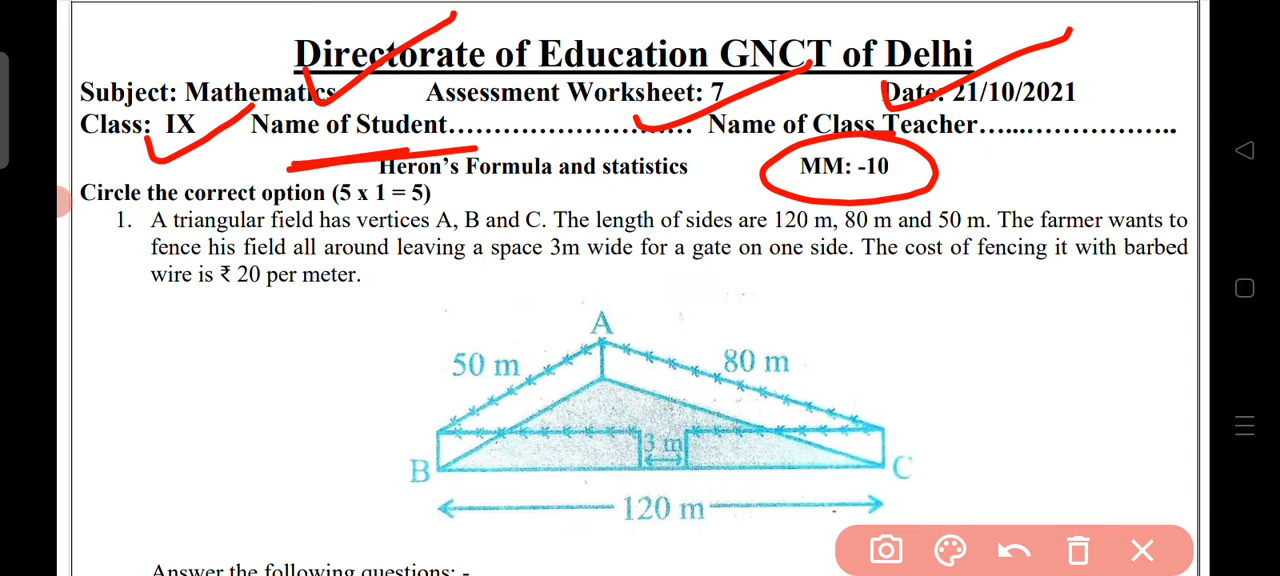 Directorate of Education GNCT of Delhi
Subject: Mathematics Assessment Worksheet: 7 Date: 21/10/2021
Class: IX Name of Student………………………… Name of Class Teacher…...……………..
Heron's Formula and statistics MM: -10
Circle the correct option (5 x 1 = 5)
1. A triangular field has vertices A, B and C. The length of sides are 120 m, 80 m and 50 m. The farmer wants to
fence his field all around leaving a space 3m wide for a gate on one side. The cost of fencing it with barbed
wire is ₹ 20 per meter.
A
50 m 80 m
3 m
B C
120 m
Answer the following questions: -